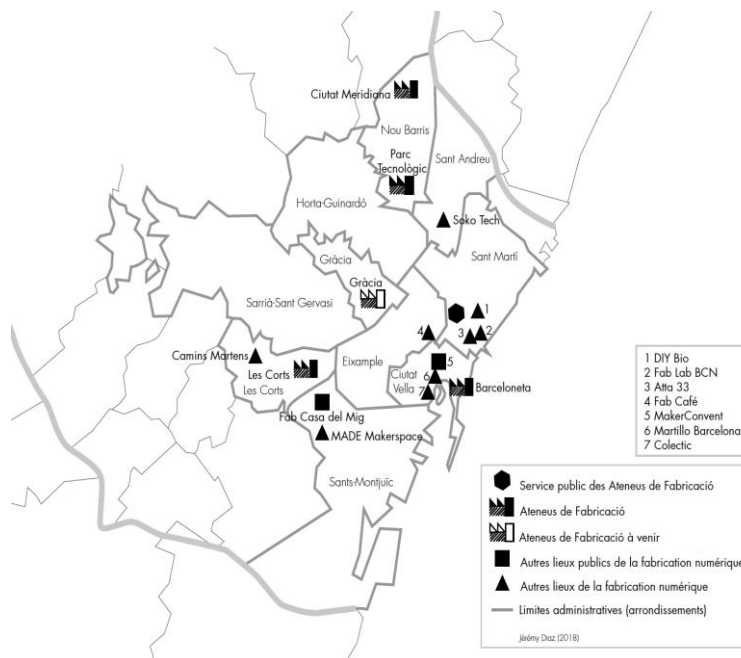 Ciutat Meridiana
Nou Barris
Parc
Tecnològic
Sant Andreu
Horta-Guinardó
Soko Tech
Sant Martí
Gràcia
Gràcia
Sarrià-Sant Gervasi
1
2
3
4
Camins Martens
Les Corts
Les Corts
Eixample
5
Ciutat
Vella
6
7
Barceloneta
Fab Casa del Mig
MADE Makerspace
Sants-Montjuïc
1 DIY Bio
2 Fab Lab BCN
3 Atta 33
4 Fab Café
5 MakerConvent
6 Martillo Barcelona
7 Colectic
Service public des Ateneus de Fabricació
Ateneus de Fabricació
Ateneus de Fabricació à venir
Autres lieux publics de la fabrication numérique
Autres lieux de la fabrication numérique
Limites administratives (arrondissements)
Jérémy Diaz (2018)